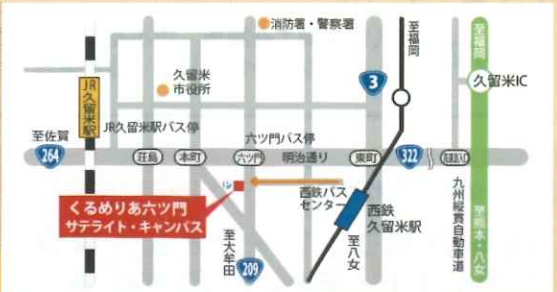 消防署・警察署
至福岡
至福岡
久留米
市役所
3
久留米IC
JR久留米駅
JR久留米駅バス停
六ツ門バス停
至佐賀
264
荘島
本町
六ツ門
明治通り
東町
322
くるめりあ六ツ門
サテライト・キャンパス
西鉄バス
センター
西鉄
久留米駅
九州縦貫自動車道
至熊本・八女
至大牟田
209
至八女